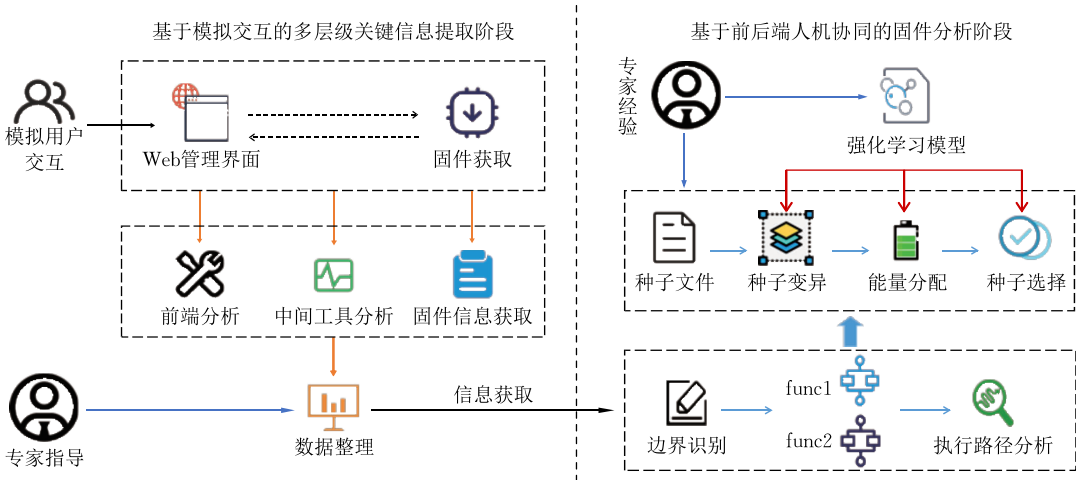 基于模拟交互的多层级关键信息提取阶段
模拟用户
交互
Web管理界面
固件获取
前端分析
中间工具分析
固件信息获取
专家指导
数据整理
信息获取
基于前后端人机协同的固件分析阶段
专家经验
强化学习模型
种子文件
种子变异
能量分配
种子选择
边界识别
func1
func2
执行路径分析